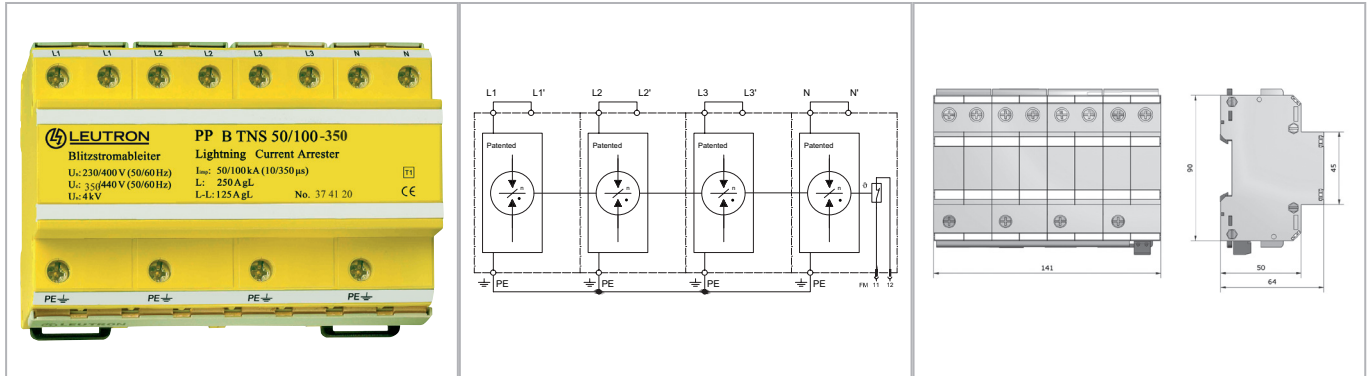 L1 L1 L2 L2 L3 L3 N N
LEUTRON
Blitzstromableiter
Uₙ: 230/400 V (50/60 Hz)
U꜀: 350/440 V (50/60 Hz)
Uₚ: 4 kV
PP B TNS 50/100-350
Lightning Current Arrester
Iimp: 50/100 kA (10/350 µs)
L: 250 A gL
L-L: 125 A gL No. 37 41 20
T1
CE
PE PE PE PE
LEUTRON
L1 L1' L2 L2' L3 L3' N N'
Patented Patented Patented Patented
n n n n
ϑ
PE PE PE PE
FM 11 12
90
141
45
50
64